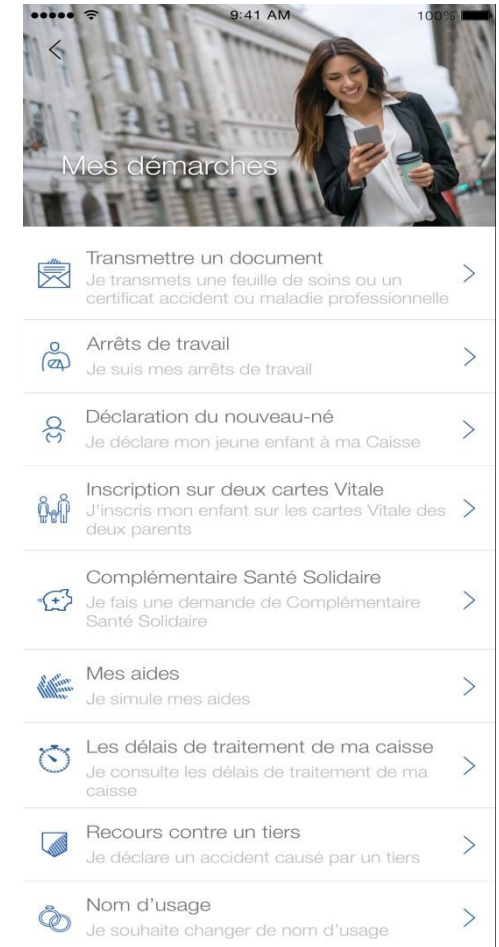 9:41 AM
100%
Mes démarches
Transmettre un document
Je transmets une feuille de soins ou un
certificat accident ou maladie professionnelle
Arrêts de travail
Je suis mes arrêts de travail
Déclaration du nouveau-né
Je déclare mon jeune enfant à ma Caisse
Inscription sur deux cartes Vitale
J'inscris mon enfant sur les cartes Vitale des
deux parents
Complémentaire Santé Solidaire
Je fais une demande de Complémentaire
Santé Solidaire
Mes aides
Je simule mes aides
Les délais de traitement de ma caisse
Je consulte les délais de traitement de ma
caisse
Recours contre un tiers
Je déclare un accident causé par un tiers
Nom d'usage
Je souhaite changer de nom d'usage